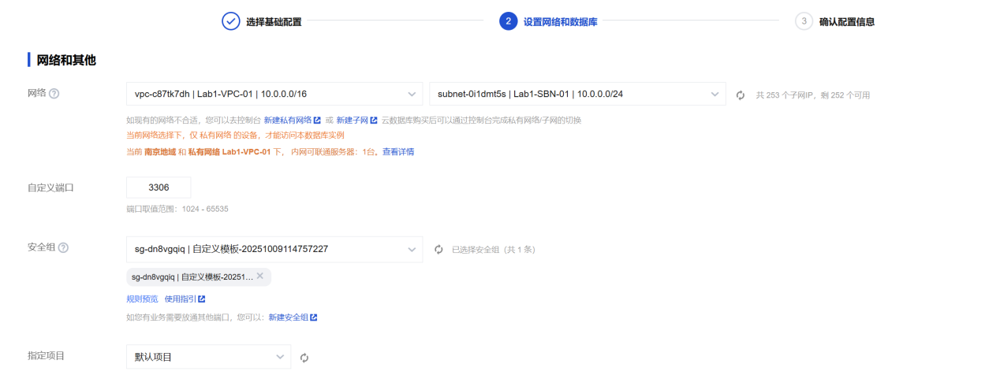 选择基础配置 2 设置网络和数据库 3 确认配置信息
网络和其他
网络 ? vpc-c87tk7dh | Lab1-VPC-01 | 10.0.0.0/16 subnet-0i1dmt5s | Lab1-SBN-01 | 10.0.0.0/24 共 253 个子网IP，剩 252 个可用
如现有的网络不合适，您可以去控制台 新建私有网络 或 新建子网 云数据库购买后可以通过控制台完成私有网络/子网的切换
当前网络选择下，仅 私有网络 的设备，才能访问本数据库实例
当前 南京地域 和 私有网络 Lab1-VPC-01 下， 内网可联通服务器：1台。查看详情
自定义端口 3306
端口取值范围：1024 - 65535
安全组 ? sg-dn8vgqiq | 自定义模板-20251009114757227 已选择安全组（共 1 条）
sg-dn8vgqiq | 自定义模板-20251... ×
规则预览 使用指引
如您有业务需要放通其他端口，您可以：新建安全组
指定项目 默认项目